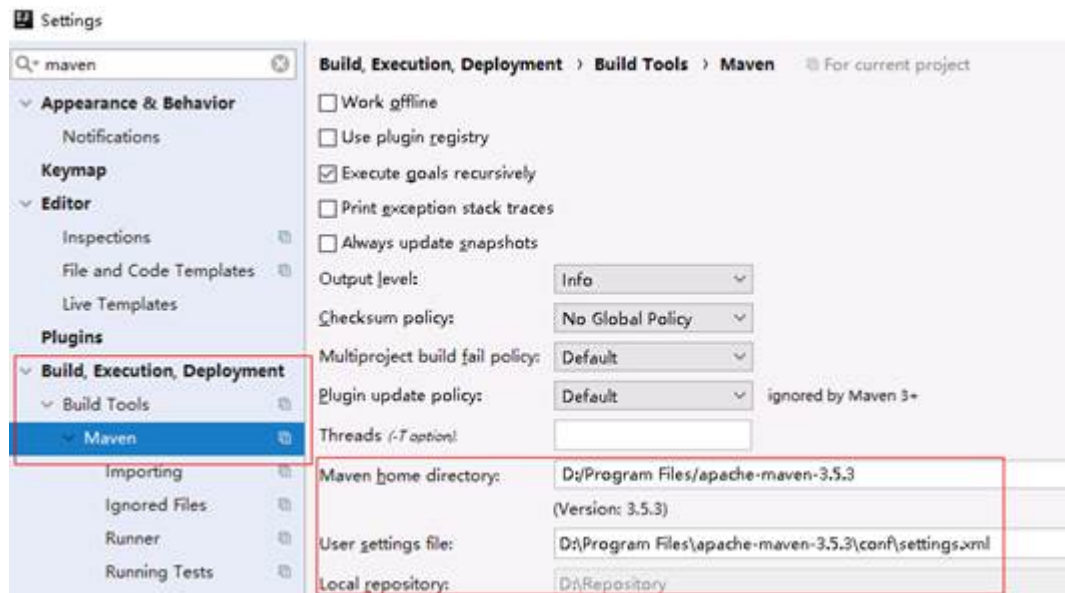 Settings
maven
Appearance & Behavior
Notifications
Keymap
Editor
Inspections
File and Code Templates
Live Templates
Plugins
Build, Execution, Deployment
Build Tools
Maven
Importing
Ignored Files
Runner
Running Tests
Build, Execution, Deployment › Build Tools › Maven For current project
Work offline
Use plugin registry
Execute goals recursively
Print exception stack traces
Always update snapshots
Output level: Info
Checksum policy: No Global Policy
Multiproject build fail policy: Default
Plugin update policy: Default ignored by Maven 3+
Threads (-T option)
Maven home directory: D:/Program Files/apache-maven-3.5.3
(Version: 3.5.3)
User settings file: D:\Program Files\apache-maven-3.5.3\conf\settings.xml
Local repository: D:\Repository